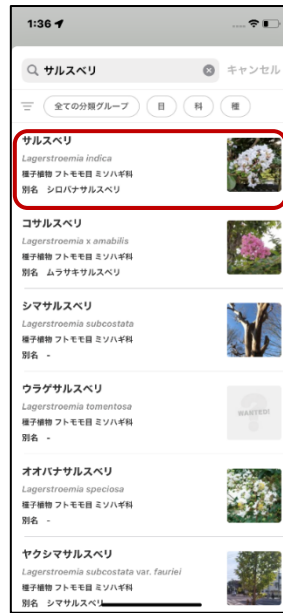 1:36
サルスベリ
キャンセル
全ての分類グループ
目
科
種
サルスベリ
Lagerstroemia indica
種子植物 フトモモ目 ミソハギ科
別名 シロバナサルスベリ
コサルスベリ
Lagerstroemia x amabilis
種子植物 フトモモ目 ミソハギ科
別名 ムラサキサルスベリ
シマサルスベリ
Lagerstroemia subcostata
種子植物 フトモモ目 ミソハギ科
別名 -
ウラゲサルスベリ
Lagerstroemia tomentosa
種子植物 フトモモ目 ミソハギ科
別名 -
WANTED!
オオバナサルスベリ
Lagerstroemia speciosa
種子植物 フトモモ目 ミソハギ科
別名 -
ヤクシマサルスベリ
Lagerstroemia subcostata var. fauriei
種子植物 フトモモ目 ミソハギ科
別名 シマサルスベリ